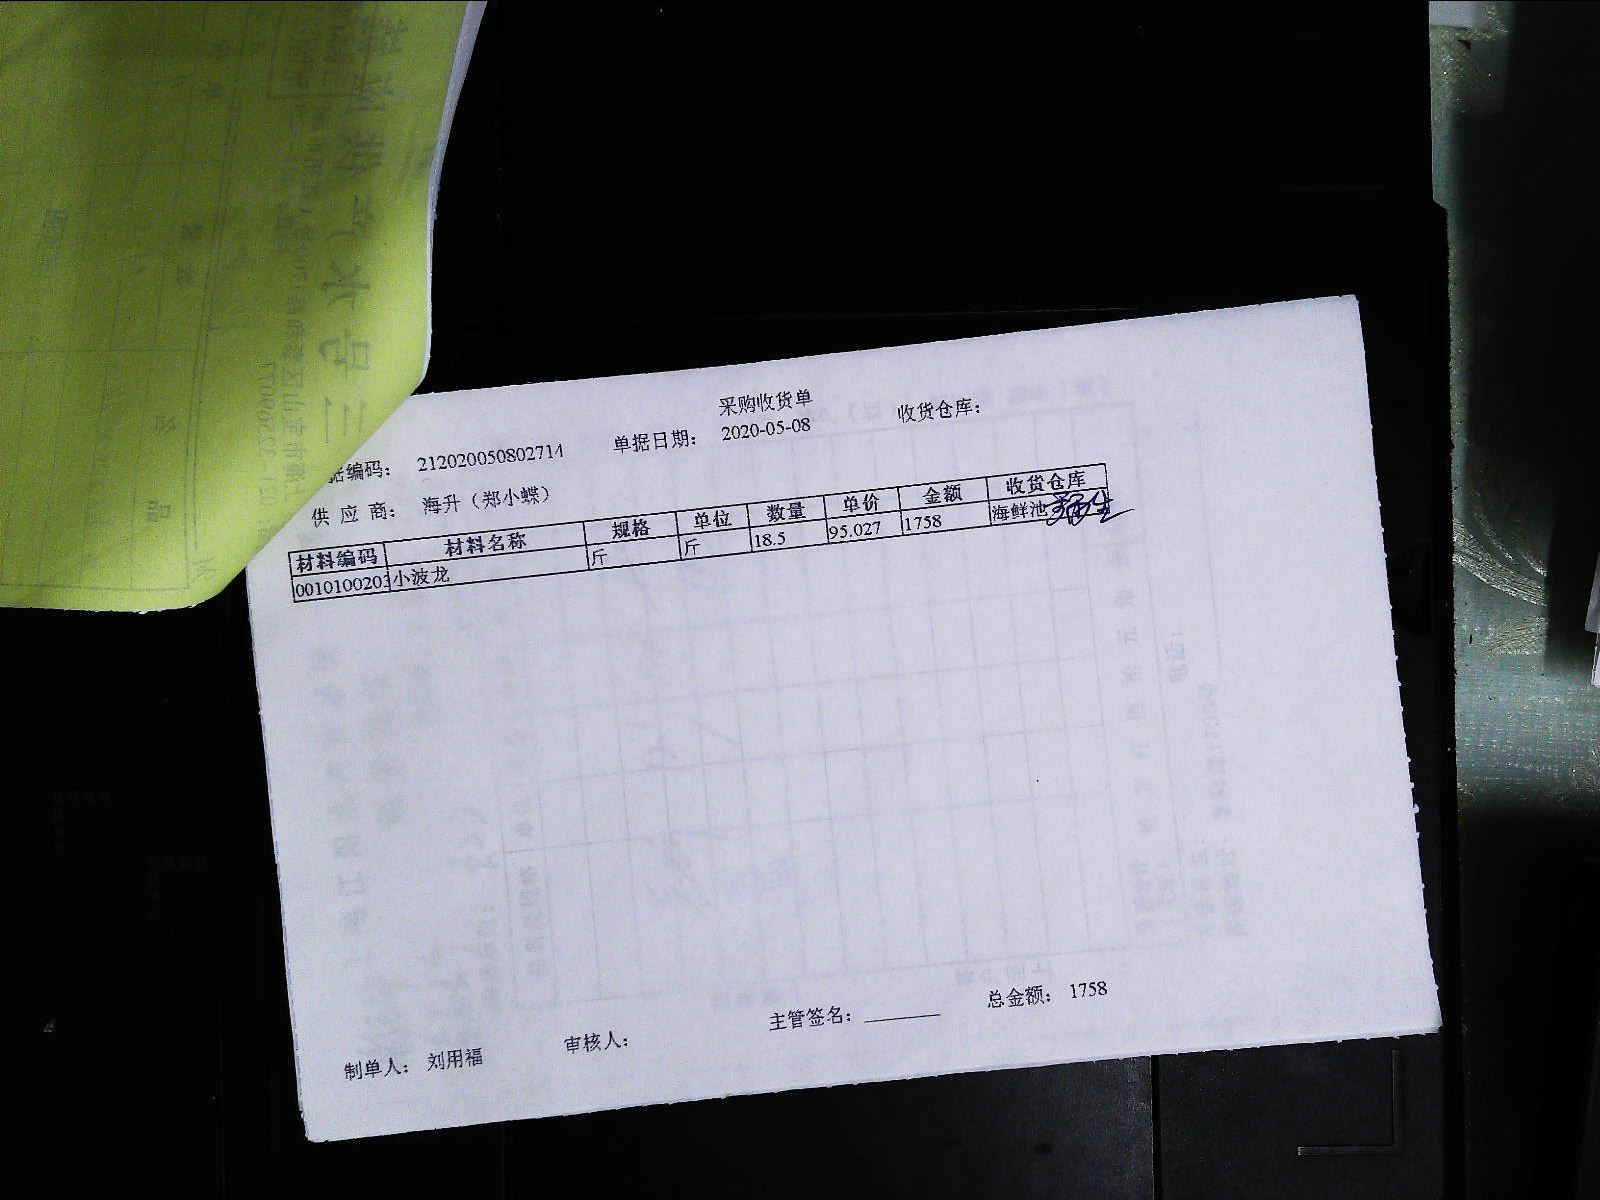 采购收货单
据编码： 212020050802714 单据日期： 2020-05-08 收货仓库：
供 应 商： 海升（郑小蝶）
材料编码 材料名称 规格 单位 数量 单价 金额 收货仓库
0010100203 小波龙 斤 斤 18.5 95.027 1758 海鲜池
制单人： 刘用福 审核人： 主管签名： 总金额： 1758